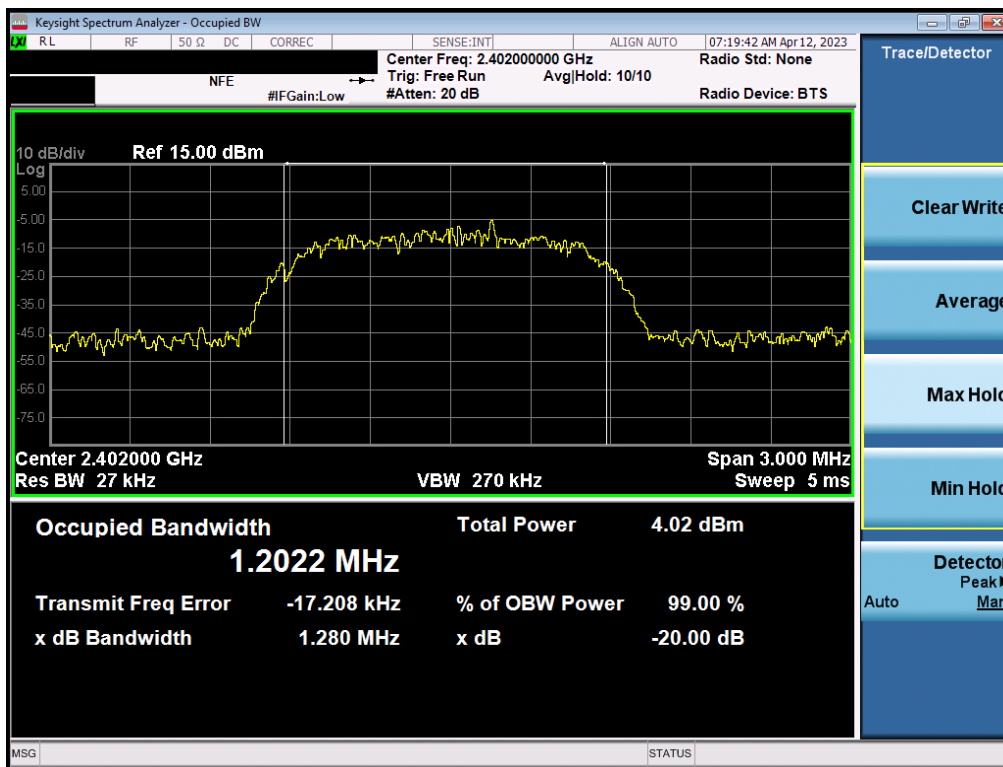 Keysight Spectrum Analyzer - Occupied BW
LXI RL RF 50 Ω DC CORREC SENSE:INT ALIGN AUTO 07:19:42 AM Apr 12, 2023
Center Freq: 2.402000000 GHz Radio Std: None
NFE Trig: Free Run Avg|Hold: 10/10
#IFGain:Low #Atten: 20 dB Radio Device: BTS
Trace/Detector
10 dB/div Ref 15.00 dBm
Log
5.00
-5.00
-15.0
-25.0
-35.0
-45.0
-55.0
-65.0
-75.0
Center 2.402000 GHz Span 3.000 MHz
Res BW 27 kHz VBW 270 kHz Sweep 5 ms
Occupied Bandwidth Total Power 4.02 dBm
1.2022 MHz
Transmit Freq Error -17.208 kHz % of OBW Power 99.00 %
x dB Bandwidth 1.280 MHz x dB -20.00 dB
Clear Write
Average
Max Hold
Min Hold
Detector
Peak
Auto Man
MSG STATUS